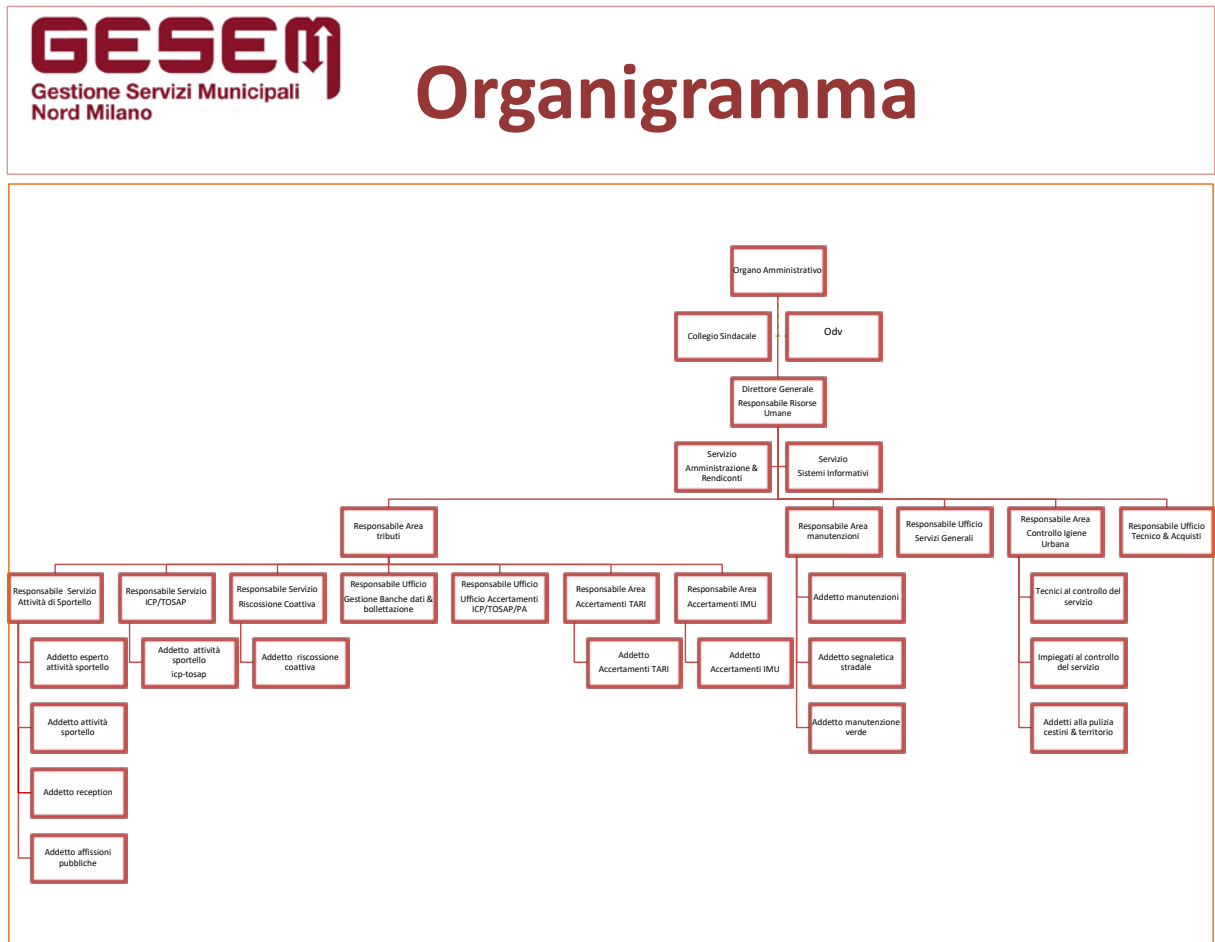 GESEM
Gestione Servizi Municipali
Nord Milano
Organigramma
Organo Amministrativo
Collegio Sindacale
Odv
Direttore Generale
Responsabile Risorse
Umane
Servizio
Amministrazione &
Rendiconti
Servizio
Sistemi Informativi
Responsabile Area
tributi
Responsabile Area
manutenzioni
Responsabile Ufficio
Servizi Generali
Responsabile Area
Controllo Igiene
Urbana
Responsabile Ufficio
Tecnico & Acquisti
Responsabile Servizio
Attività di Sportello
Responsabile Servizio
ICP/TOSAP
Responsabile Servizio
Riscossione Coattiva
Responsabile Ufficio
Gestione Banche dati &
bollettazione
Responsabile Ufficio
Ufficio Accertamenti
ICP/TOSAP/PA
Responsabile Area
Accertamenti TARI
Responsabile Area
Accertamenti IMU
Addetto manutenzioni
Tecnici al controllo del
servizio
Addetto esperto
attività sportello
Addetto attività
sportello
icp-tosap
Addetto riscossione
coattiva
Addetto
Accertamenti TARI
Addetto
Accertamenti IMU
Addetto segnaletica
stradale
Impiegati al controllo
del servizio
Addetto attività
sportello
Addetto manutenzione
verde
Addetti alla pulizia
cestini & territorio
Addetto reception
Addetto affissioni
pubbliche